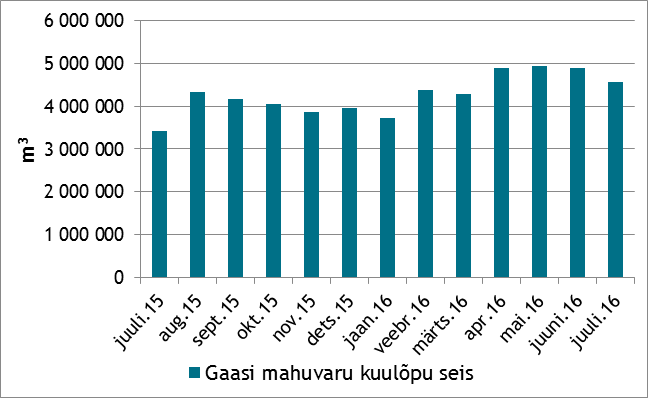 6 000 000
5 000 000
4 000 000
3 000 000
2 000 000
1 000 000
0
m³
juuli.15
aug.15
sept.15
okt.15
nov.15
dets.15
jaan.16
veebr.16
märts.16
apr.16
mai.16
juuni.16
juuli.16
Gaasi mahuvaru kuulõpu seis